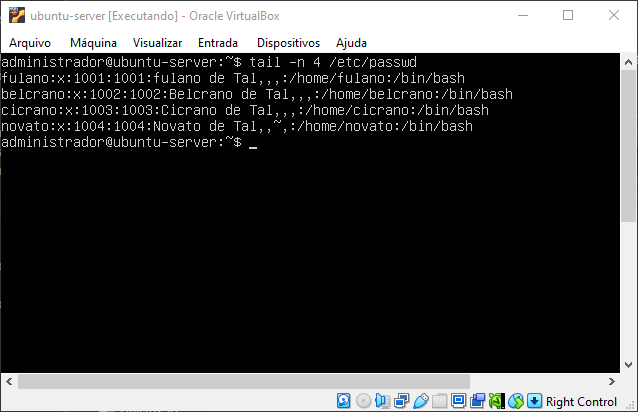 ubuntu-server [Executando] - Oracle VirtualBox
Arquivo Máquina Visualizar Entrada Dispositivos Ajuda
administrador@ubuntu-server:~$ tail -n 4 /etc/passwd
fulano:x:1001:1001:fulano de Tal,,,:/home/fulano:/bin/bash
belcrano:x:1002:1002:Belcrano de Tal,,,:/home/belcrano:/bin/bash
cicrano:x:1003:1003:Cicrano de Tal,,,:/home/cicrano:/bin/bash
novato:x:1004:1004:Novato de Tal,,~,:/home/novato:/bin/bash
administrador@ubuntu-server:~$ _
Right Control